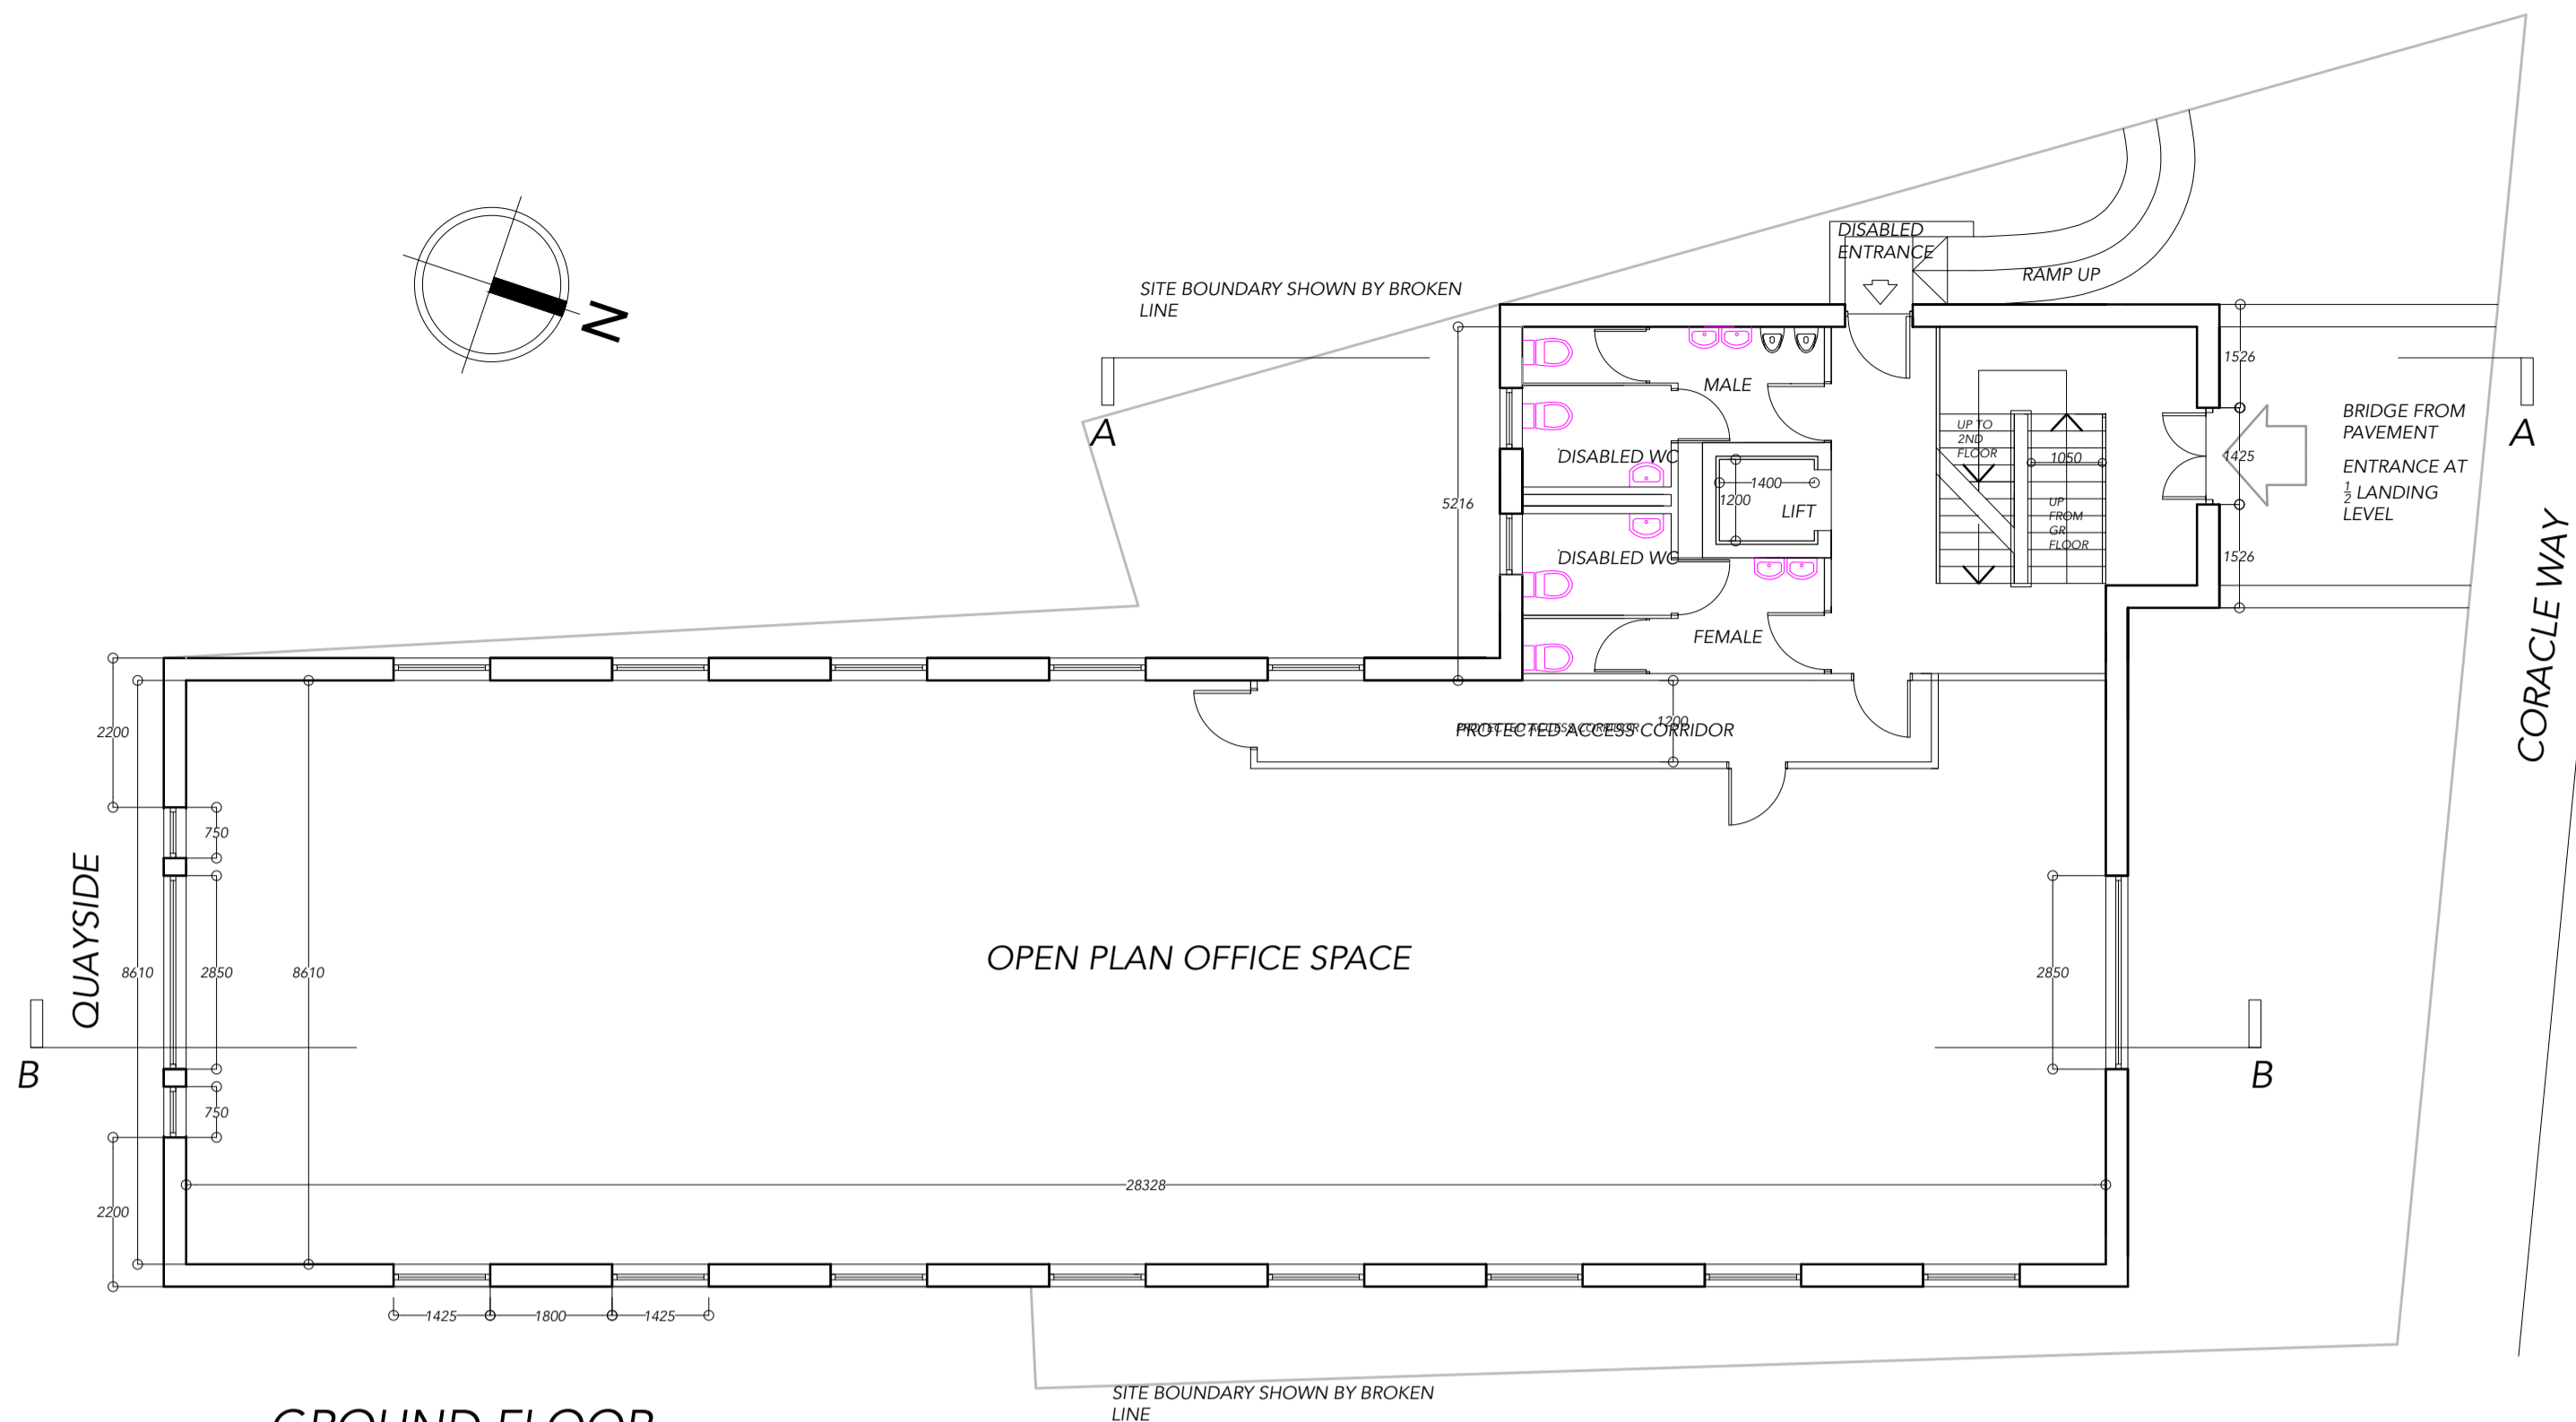 DISABLED
ENTRANCE
RAMP UP
SITE BOUNDARY SHOWN BY BROKEN
LINE
N
A
A
MALE
DISABLED WC
DISABLED WC
FEMALE
LIFT
1400
1200
5216
UP TO
2ND
FLOOR
1050
UP
FROM
GR
FLOOR
1526
1425
1526
BRIDGE FROM
PAVEMENT
ENTRANCE AT
½ LANDING
LEVEL
CORACLE WAY
PROTECTED ACCESS CORRIDOR
PROTECTED ACCESS CORRIDOR
1200
2200
750
QUAYSIDE
8610
2850
8610
OPEN PLAN OFFICE SPACE
2850
B
B
750
2200
28328
1425
1800
1425
SITE BOUNDARY SHOWN BY BROKEN
LINE
GROUND FLOOR